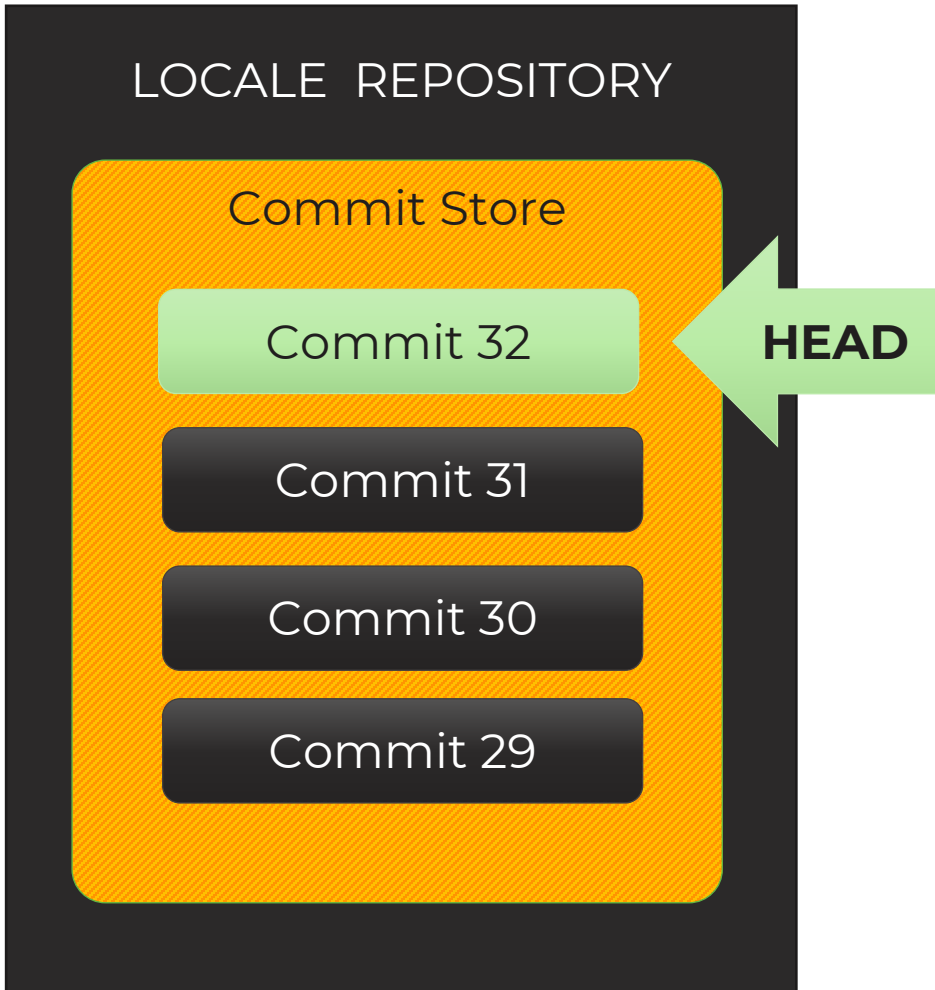 LOCALE REPOSITORY
Commit Store
Commit 32
HEAD
Commit 31
Commit 30
Commit 29